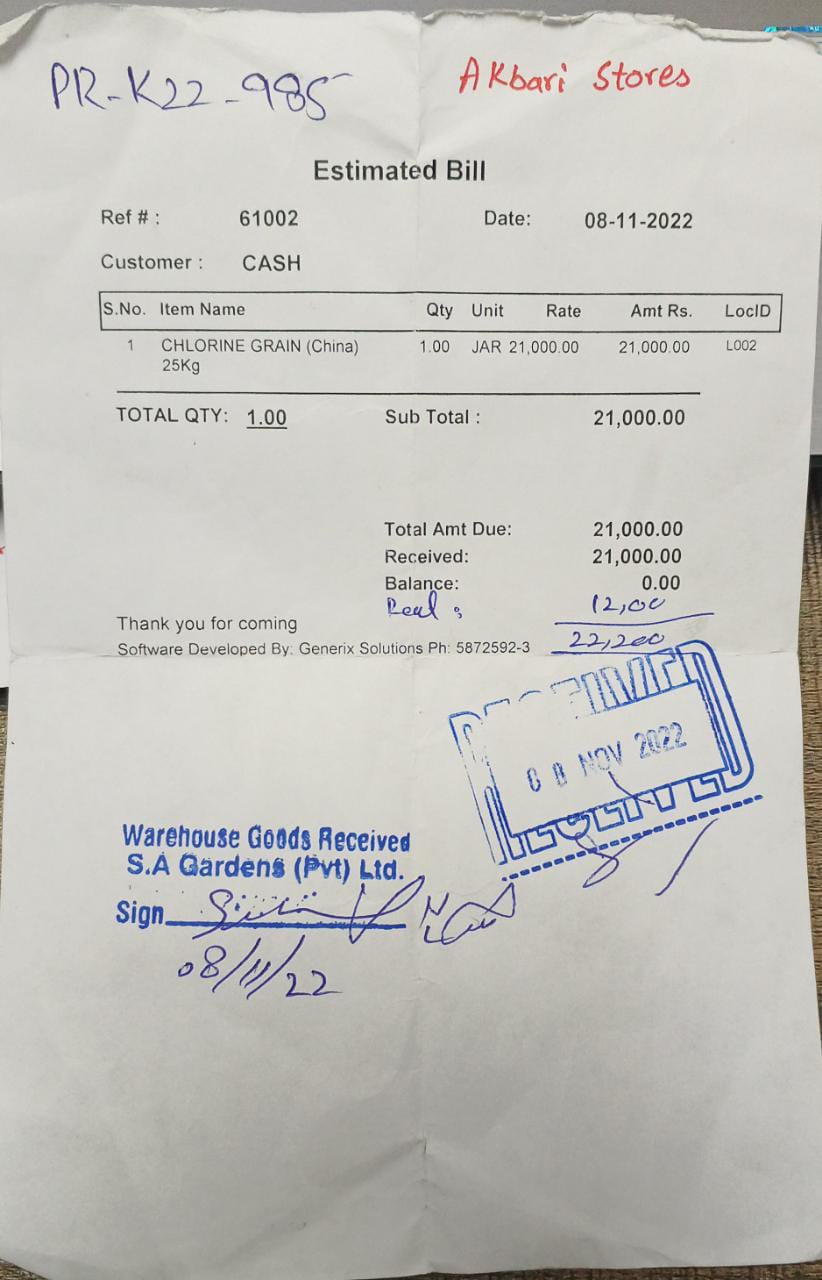 PR-K22-985
Akbari Stores
Estimated Bill
Ref # : 61002 Date: 08-11-2022
Customer : CASH
S.No. Item Name Qty Unit Rate Amt Rs. LocID
1 CHLORINE GRAIN (China) 1.00 JAR 21,000.00 21,000.00 L002
25Kg
TOTAL QTY: 1.00 Sub Total : 21,000.00
Total Amt Due: 21,000.00
Received: 21,000.00
Balance: 0.00
12,00
Thank you for coming
22,200
Software Developed By: Generix Solutions Ph: 5872592-3
RECEIVED
08 NOV 2022
Warehouse Goods Received
S.A Gardens (Pvt) Ltd.
Sign
08/11/22